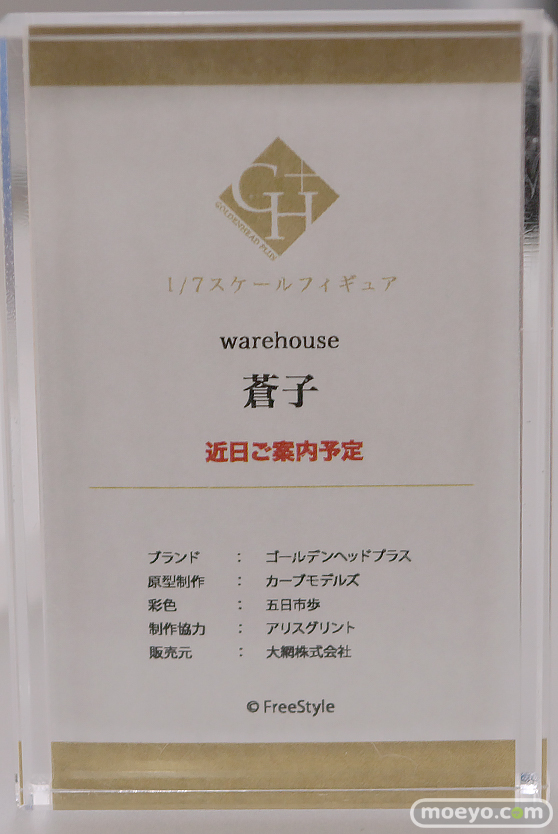 G+H
GOLDENHEAD PLUS
1/7スケールフィギュア
warehouse
蒼子
近日ご案内予定
ブランド : ゴールデンヘッドプラス
原型制作 : カーブモデルズ
彩色 : 五日市歩
制作協力 : アリスグリント
販売元 : 大網株式会社
©FreeStyle
moeyo.com